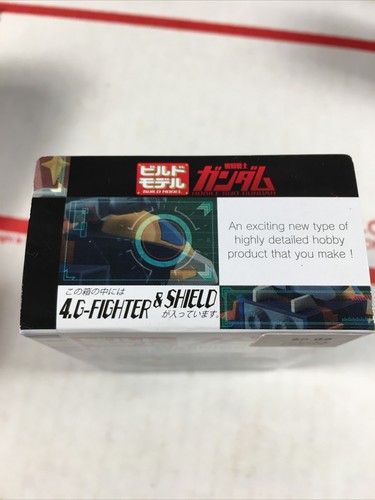 ビルド
モデル
BUILD MODEL
機動戦士
ガンダム
MOBILE SUIT GUNDAM
An exciting new type of
highly detailed hobby
product that you make !
この箱の中には
4.G-FIGHTER & SHIELD
が入っています。